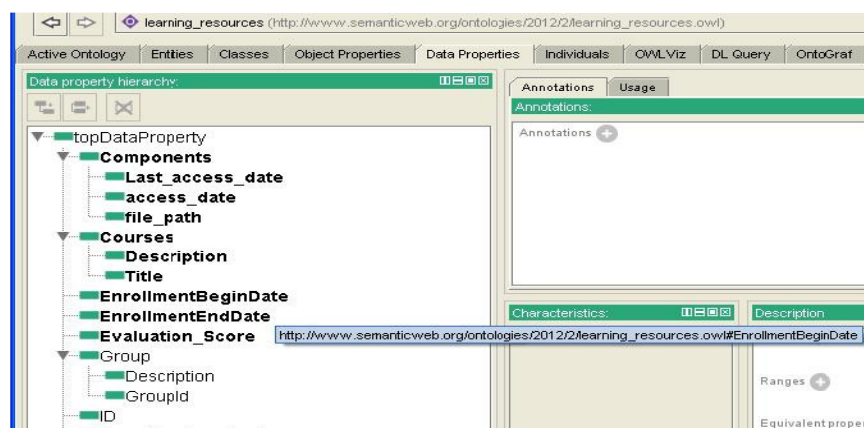 learning_resources (http://www.semanticweb.org/ontologies/2012/2/learning_resources.owl)
Active Ontology Entities Classes Object Properties Data Properties Individuals OWLViz DL Query OntoGraf
Data property hierarchy:
Annotations Usage
Annotations:
Annotations
topDataProperty
Components
Last_access_date
access_date
file_path
Courses
Description
Title
EnrollmentBeginDate
EnrollmentEndDate
Evaluation_Score
Group
Description
GroupId
ID
Characteristics:
Description
http://www.semanticweb.org/ontologies/2012/2/learning_resources.owl#EnrollmentBeginDate
Ranges
Equivalent prope